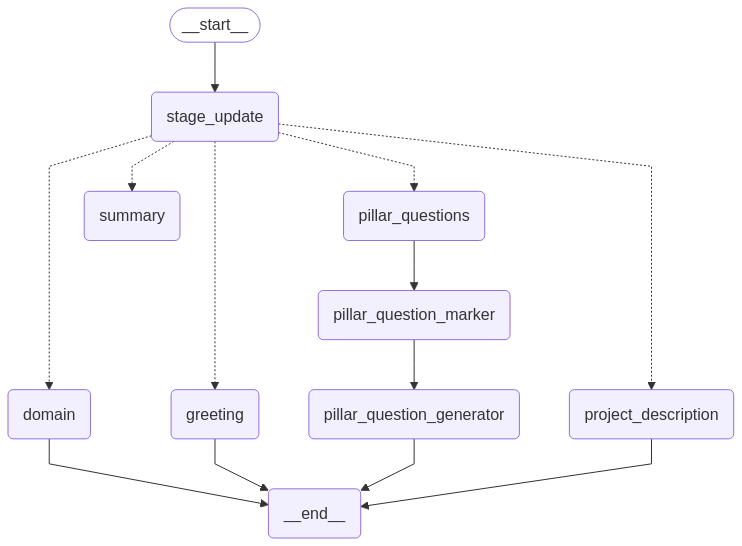 __start__
stage_update
summary
pillar_questions
pillar_question_marker
domain
greeting
pillar_question_generator
project_description
__end__